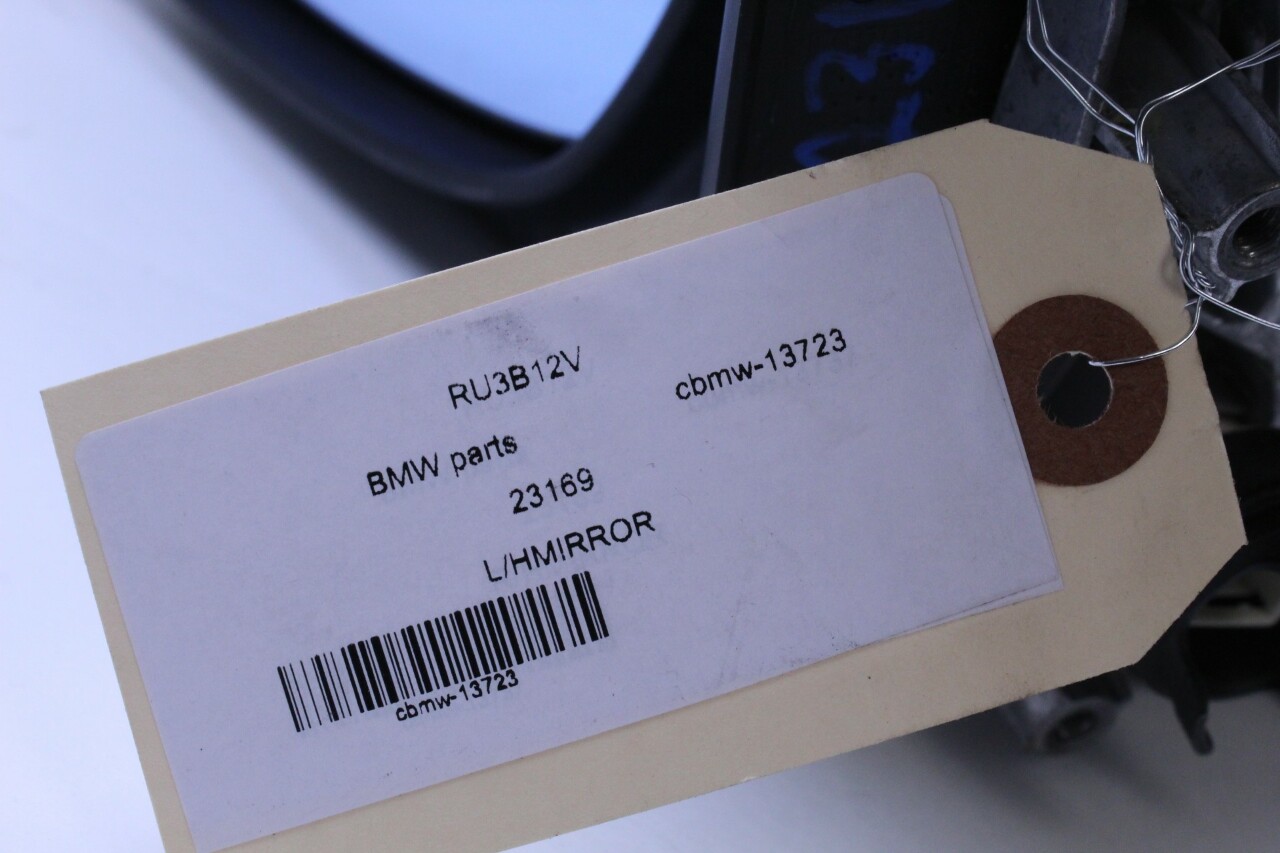 RU3B12V
cbmw-13723
BMW parts
23169
L/HMIRROR
cbmw-13723